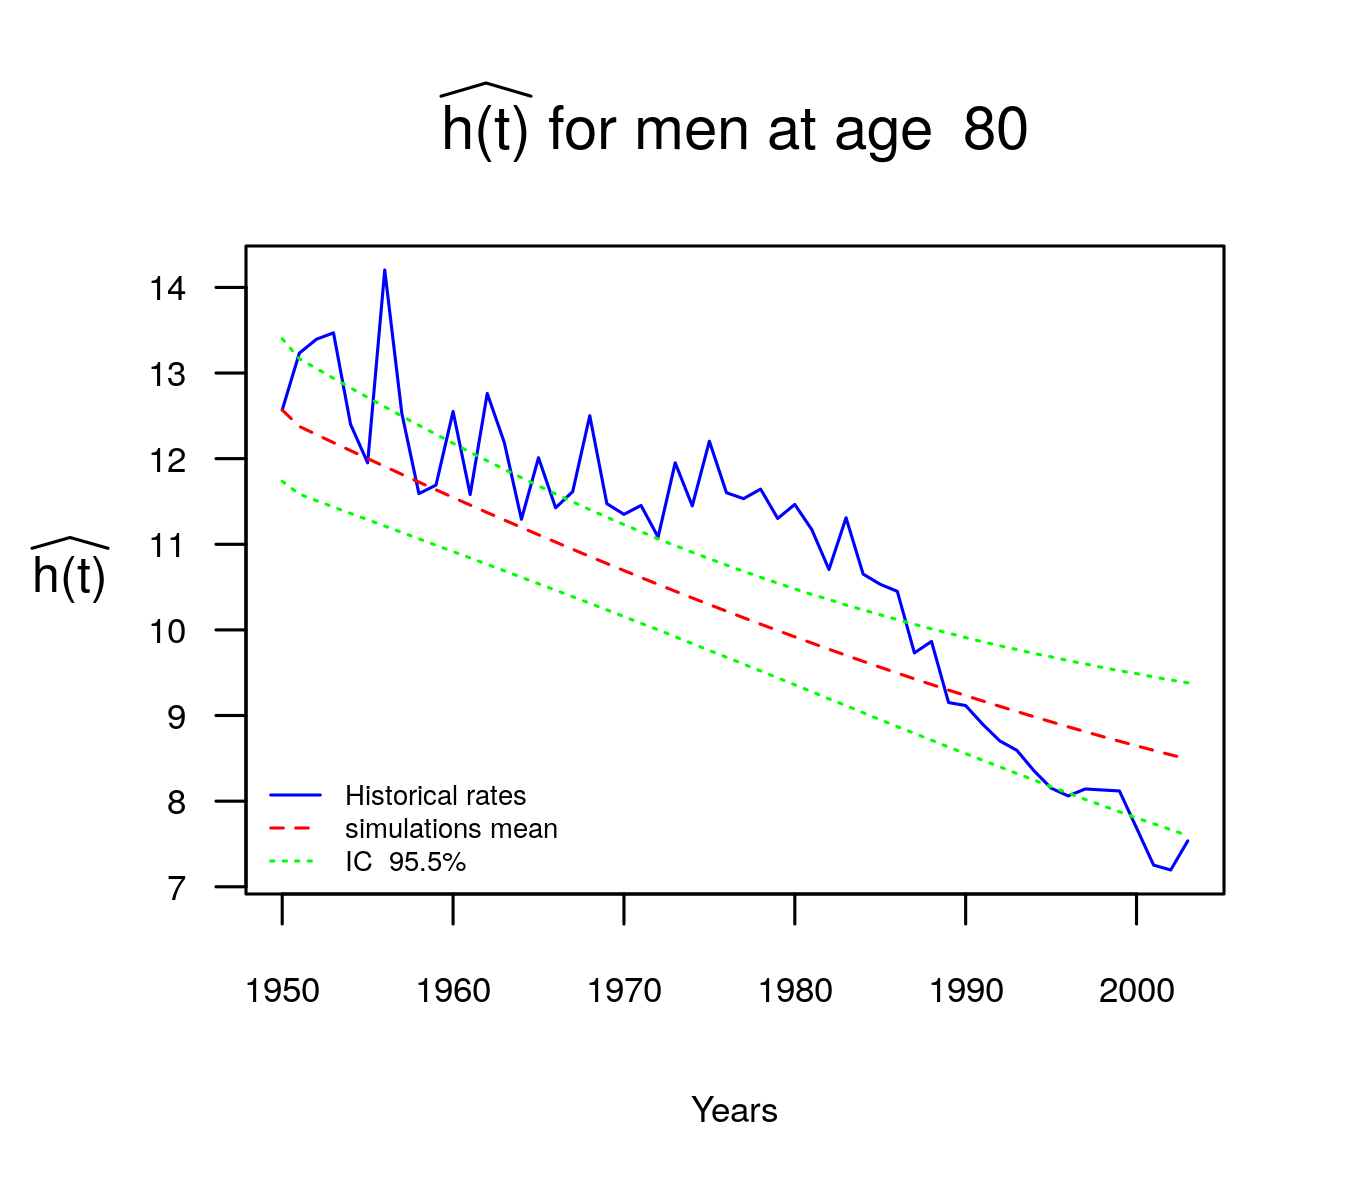 h(t) for men at age 80
14
13
12
11
10
9
8
7
h(t)
Historical rates
simulations mean
IC 95.5%
1950 1960 1970 1980 1990 2000
Years